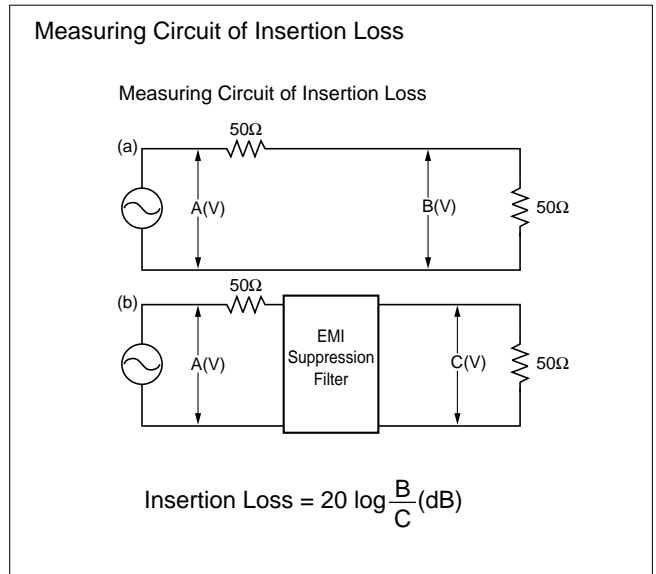 Measuring Circuit of Insertion Loss
Measuring Circuit of Insertion Loss
(a)
50Ω
A(V)
B(V)
50Ω
(b)
50Ω
A(V)
EMI
Suppression
Filter
C(V)
50Ω
Insertion Loss = 20 log B/C (dB)